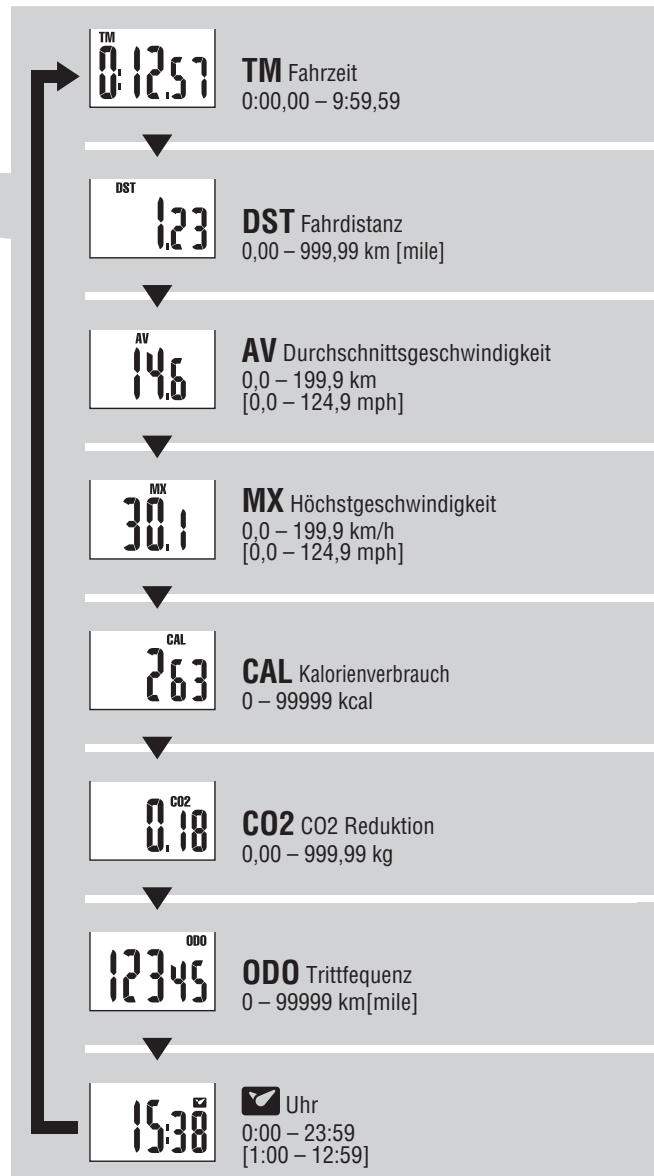 TM
0:12.57
TM Fahrzeit
0:00,00 – 9:59,59
DST
1.23
DST Fahrdistanz
0,00 – 999,99 km [mile]
AV
14.6
AV Durchschnittsgeschwindigkeit
0,0 – 199,9 km
[0,0 – 124,9 mph]
MX
30.1
MX Höchstgeschwindigkeit
0,0 – 199,9 km/h
[0,0 – 124,9 mph]
CAL
263
CAL Kalorienverbrauch
0 – 99999 kcal
CO2
0.18
CO2 CO2 Reduktion
0,00 – 999,99 kg
ODO
12345
ODO Trittfequenz
0 – 99999 km[mile]
15:38
Uhr
0:00 – 23:59
[1:00 – 12:59]